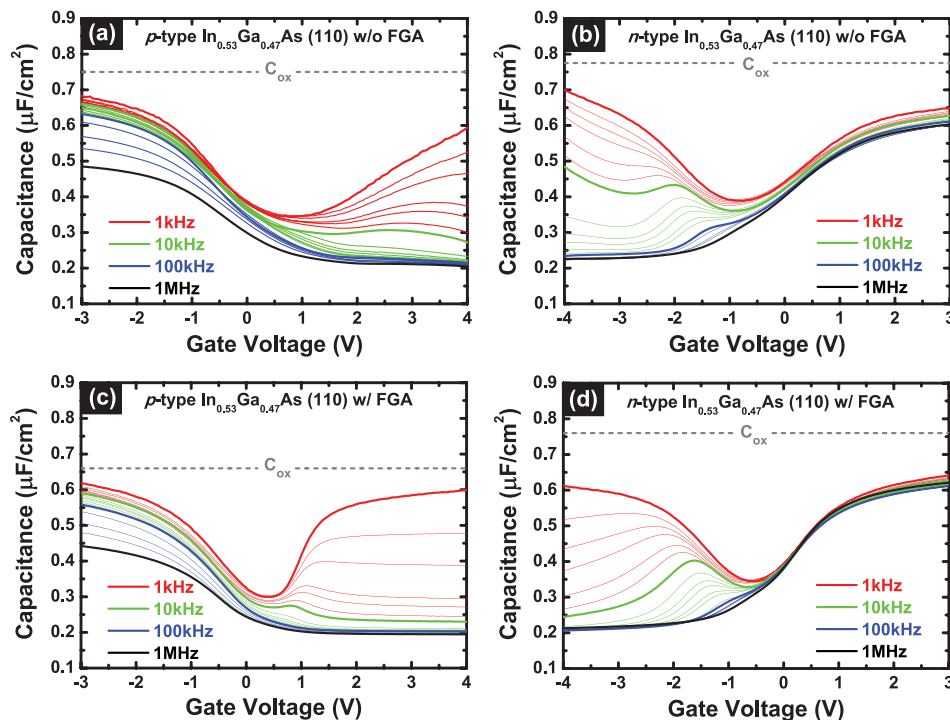 (a) p-type In0.53Ga0.47As (110) w/o FGA
Cox
1kHz
10kHz
100kHz
1MHz
Capacitance (μF/cm²)
0.9
0.8
0.7
0.6
0.5
0.4
0.3
0.2
0.1
-3 -2 -1 0 1 2 3 4
Gate Voltage (V)
(b) n-type In0.53Ga0.47As (110) w/o FGA
Cox
1kHz
10kHz
100kHz
1MHz
Capacitance (μF/cm²)
0.9
0.8
0.7
0.6
0.5
0.4
0.3
0.2
0.1
-4 -3 -2 -1 0 1 2 3
Gate Voltage (V)
(c) p-type In0.53Ga0.47As (110) w/ FGA
Cox
1kHz
10kHz
100kHz
1MHz
Capacitance (μF/cm²)
0.9
0.8
0.7
0.6
0.5
0.4
0.3
0.2
0.1
-3 -2 -1 0 1 2 3 4
Gate Voltage (V)
(d) n-type In0.53Ga0.47As (110) w/ FGA
Cox
1kHz
10kHz
100kHz
1MHz
Capacitance (μF/cm²)
0.9
0.8
0.7
0.6
0.5
0.4
0.3
0.2
0.1
-4 -3 -2 -1 0 1 2 3
Gate Voltage (V)